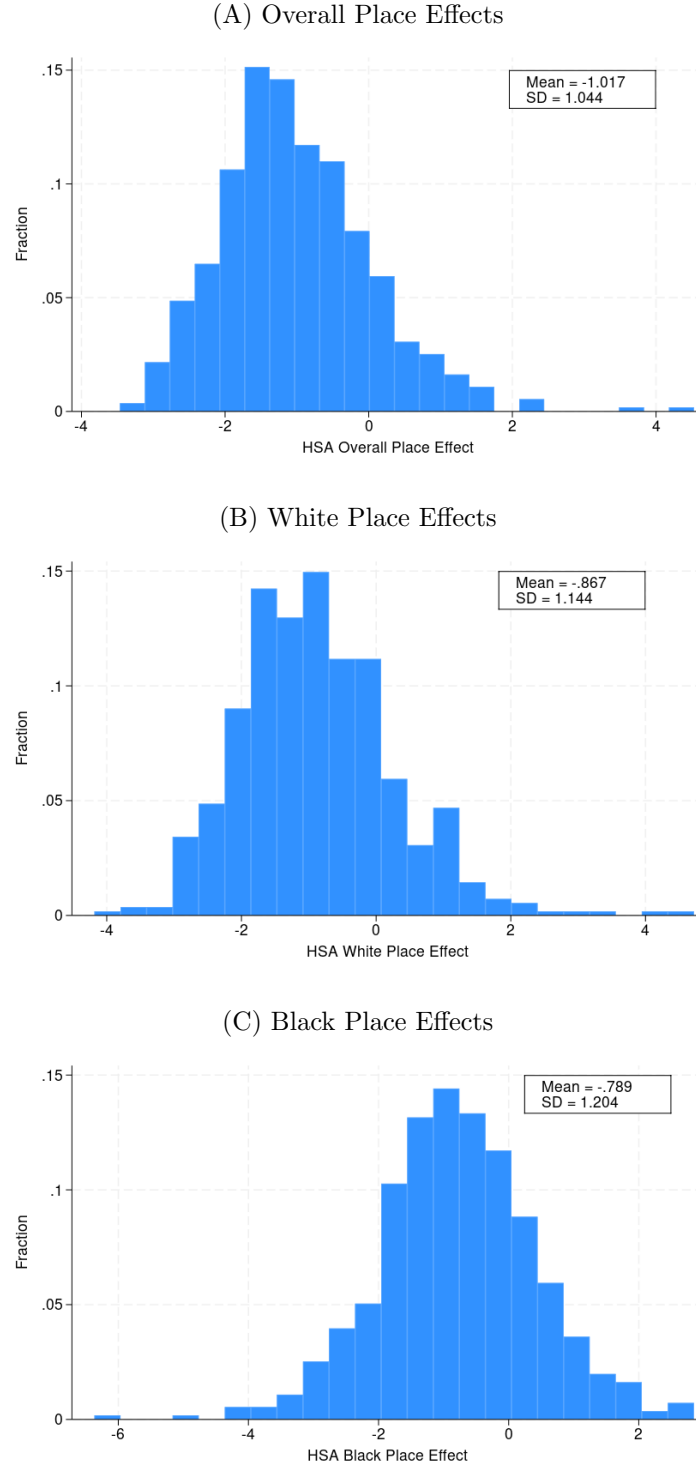 (A) Overall Place Effects
Mean = -1.017
SD = 1.044
.15
.1
.05
0
Fraction
-4 -2 0 2 4
HSA Overall Place Effect
(B) White Place Effects
Mean = -.867
SD = 1.144
.15
.1
.05
0
Fraction
-4 -2 0 2 4
HSA White Place Effect
(C) Black Place Effects
Mean = -.789
SD = 1.204
.15
.1
.05
0
Fraction
-6 -4 -2 0 2
HSA Black Place Effect